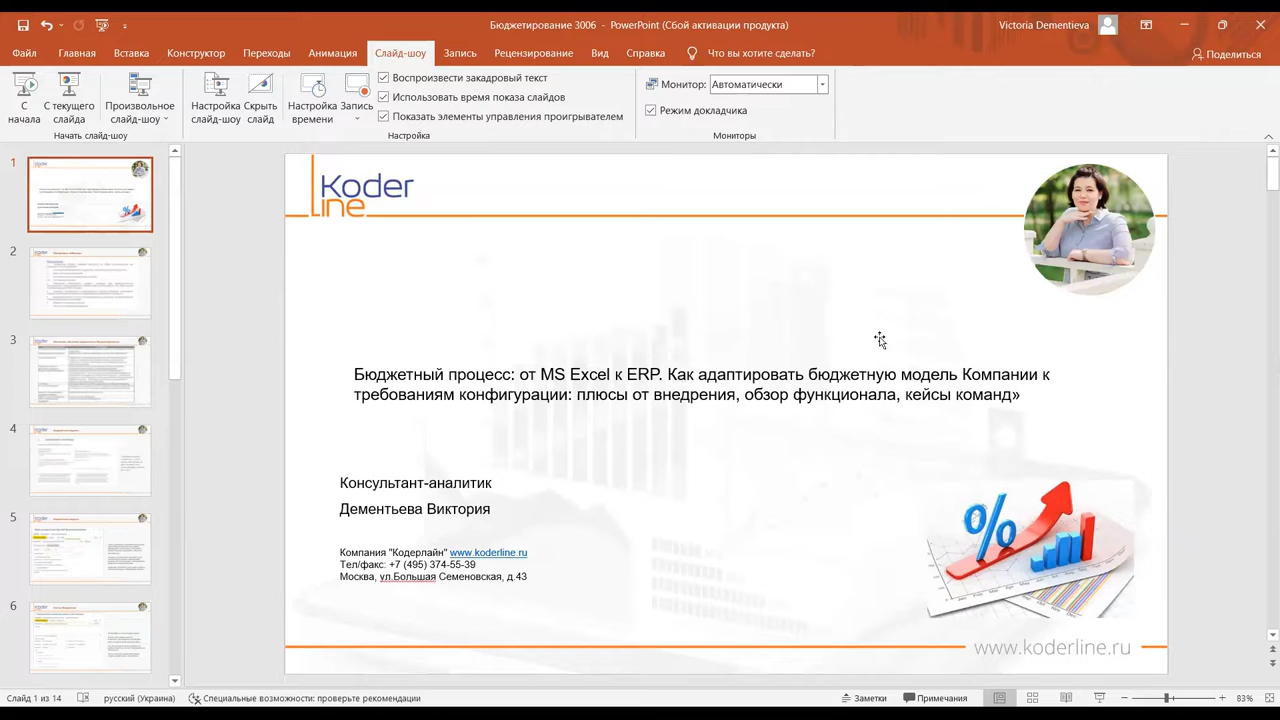 Бюджетирование 3006 - PowerPoint (Сбой активации продукта)
Victoria Dementieva
Файл Главная Вставка Конструктор Переходы Анимация Слайд-шоу Запись Рецензирование Вид Справка Что вы хотите сделать? Поделиться
С начала
С текущего слайда
Произвольное слайд-шоу
Начать слайд-шоу
Настройка слайд-шоу
Скрыть слайд
Настройка времени
Запись
Воспроизвести закадровый текст
Использовать время показа слайдов
Показать элементы управления проигрывателем
Настройка
Монитор: Автоматически
Режим докладчика
Мониторы
1
2
3
4
5
6
Koder
Line
Бюджетный процесс: от MS Excel к ERP. Как адаптировать бюджетную модель Компании к
требованиям конфигурации: плюсы от внедрения, обзор функционала, кейсы команд»
Консультант-аналитик
Дементьева Виктория
Компания "Кодерлайн" www.koderline.ru
Тел/факс: +7 (495) 374-55-39
Москва, ул.Большая Семеновская, д.43
www.koderline.ru
Слайд 1 из 14 русский (Украина) Специальные возможности: проверьте рекомендации Заметки Примечания 83%